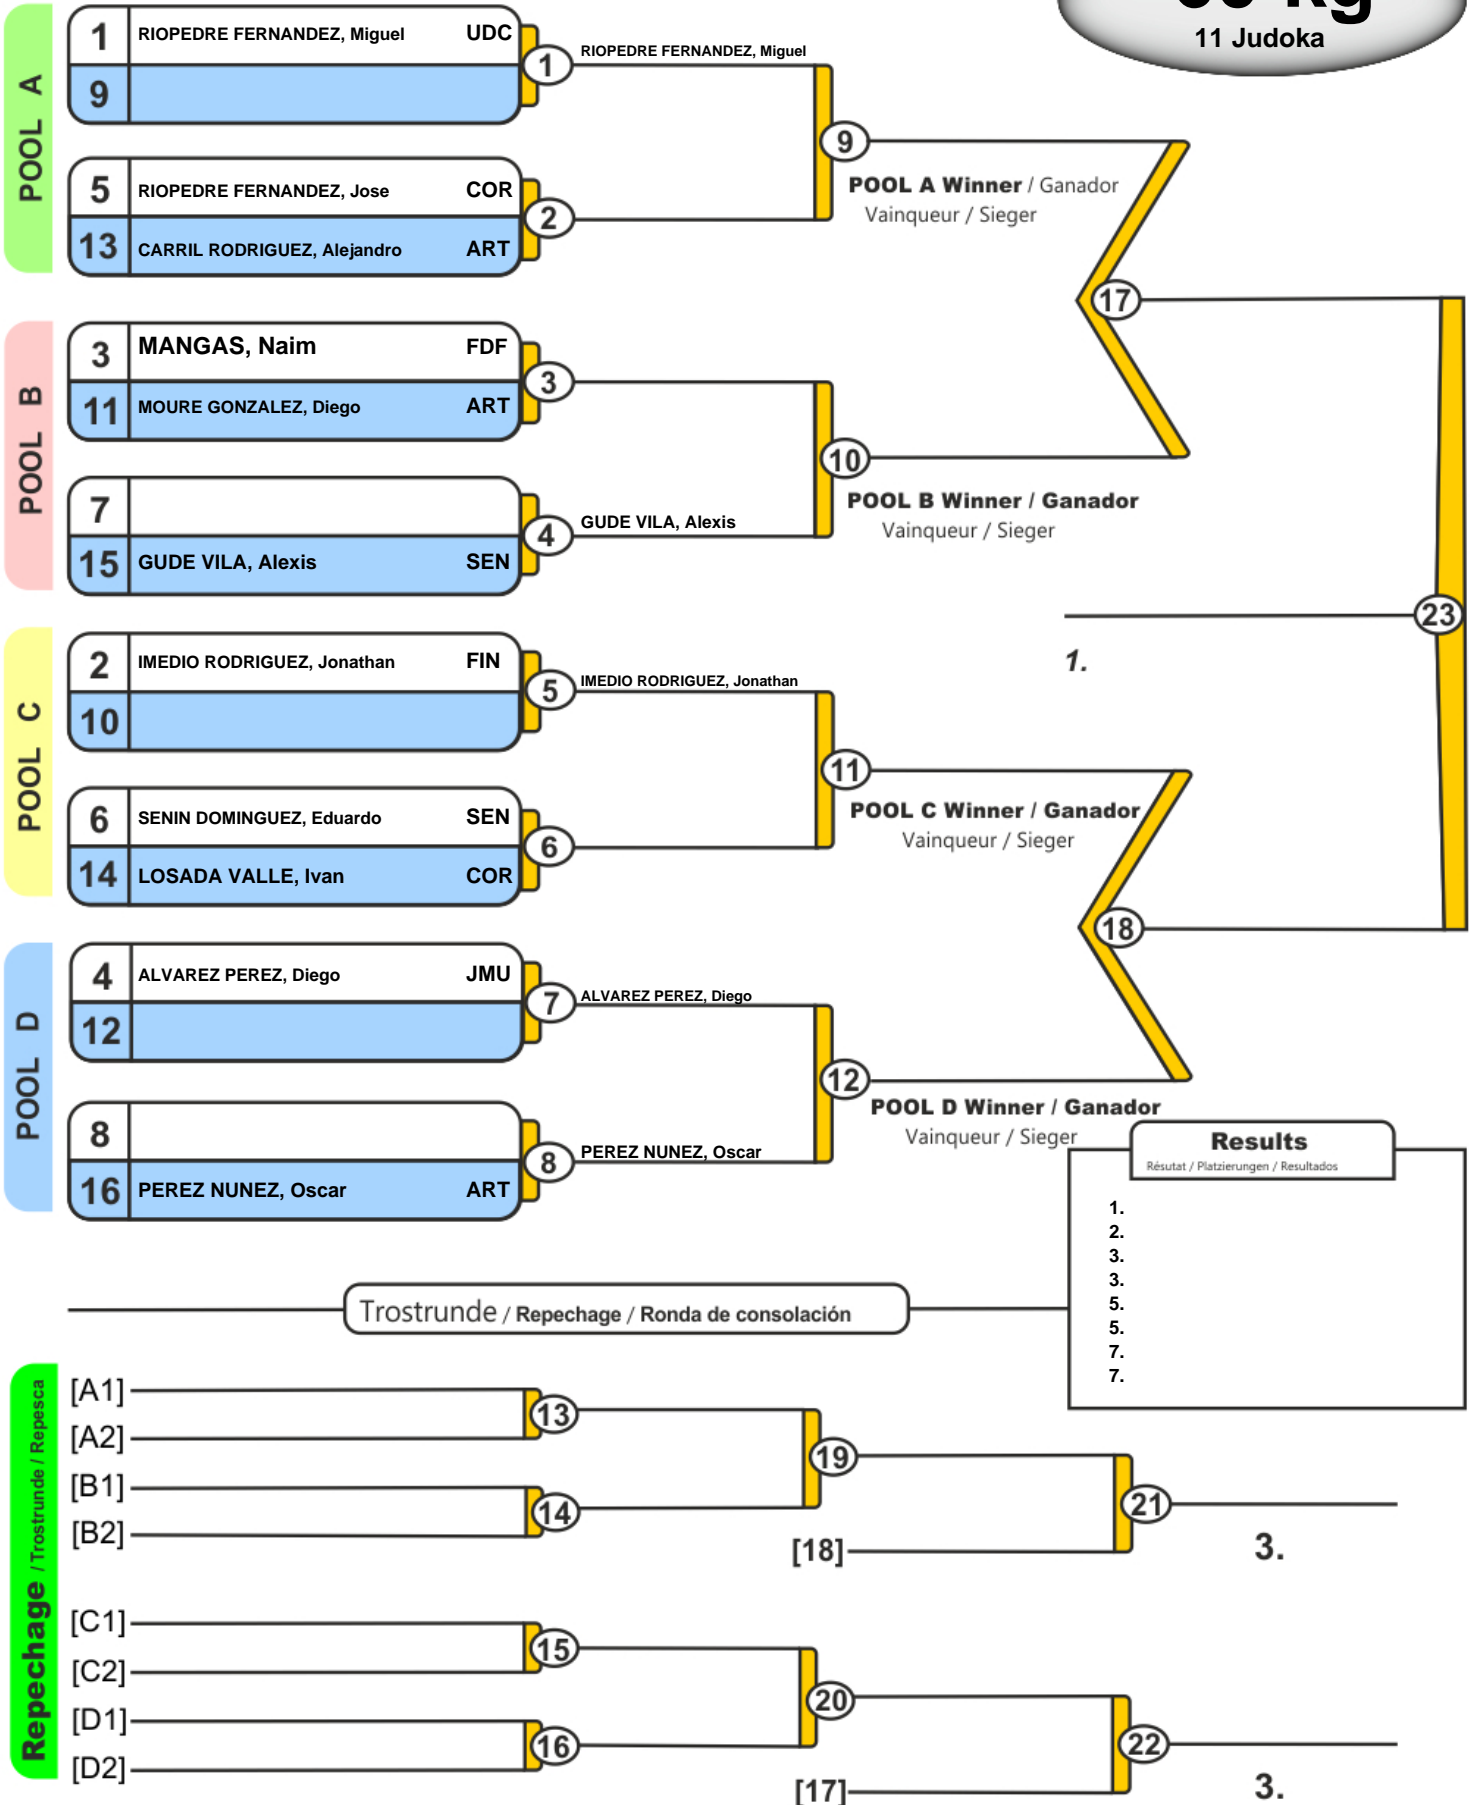 kg
11 Judoka
POOL A
1 RIOPEDRE FERNANDEZ, Miguel UDC
9
1 RIOPEDRE FERNANDEZ, Miguel
5 RIOPEDRE FERNANDEZ, Jose COR
13 CARRIL RODRIGUEZ, Alejandro ART
2
9
POOL A Winner / Ganador
Vainqueur / Sieger
17
POOL B
3 MANGAS, Naim FDF
11 MOURE GONZALEZ, Diego ART
3
7
15 GUDE VILA, Alexis SEN
4 GUDE VILA, Alexis
10
POOL B Winner / Ganador
Vainqueur / Sieger
23
1.
POOL C
2 IMEDIO RODRIGUEZ, Jonathan FIN
10
5 IMEDIO RODRIGUEZ, Jonathan
6 SENIN DOMINGUEZ, Eduardo SEN
14 LOSADA VALLE, Ivan COR
6
11
POOL C Winner / Ganador
Vainqueur / Sieger
18
POOL D
4 ALVAREZ PEREZ, Diego JMU
12
7 ALVAREZ PEREZ, Diego
8
16 PEREZ NUNEZ, Oscar ART
8 PEREZ NUNEZ, Oscar
12
POOL D Winner / Ganador
Vainqueur / Sieger
Results
Résutat / Platzierungen / Resultados
1.
2.
3.
3.
5.
5.
7.
7.
Trostrunde / Repechage / Ronda de consolación
Repechage / Trostrunde / Repesca
[A1]
[A2]
13
[B1]
[B2]
14
19
[18]
21
3.
[C1]
[C2]
15
[D1]
[D2]
16
20
[17]
22
3.